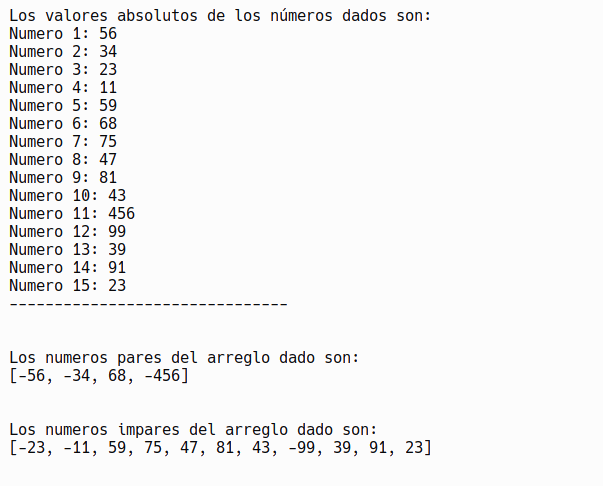 Los valores absolutos de los números dados son:
Numero 1: 56
Numero 2: 34
Numero 3: 23
Numero 4: 11
Numero 5: 59
Numero 6: 68
Numero 7: 75
Numero 8: 47
Numero 9: 81
Numero 10: 43
Numero 11: 456
Numero 12: 99
Numero 13: 39
Numero 14: 91
Numero 15: 23
-------------------------------
Los numeros pares del arreglo dado son:
[-56, -34, 68, -456]
Los numeros impares del arreglo dado son:
[-23, -11, 59, 75, 47, 81, 43, -99, 39, 91, 23]